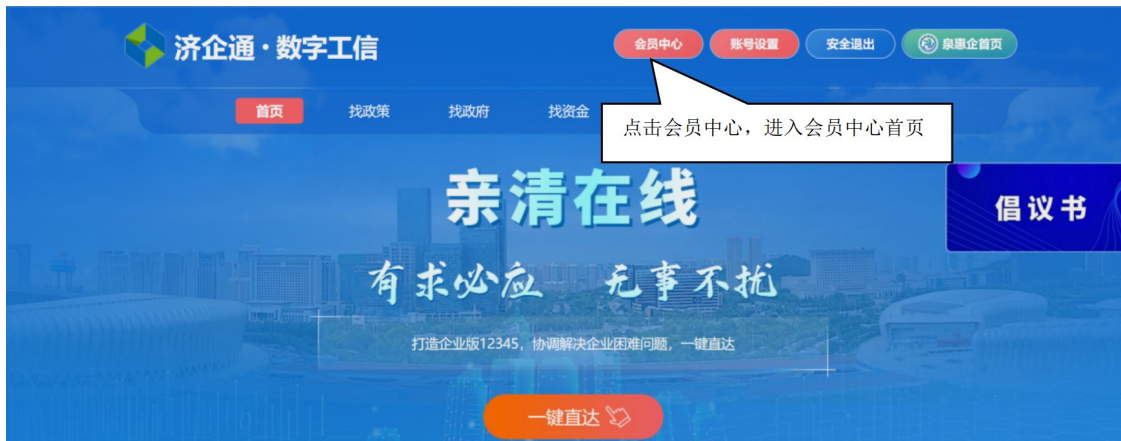 济企通·数字工信
会员中心 账号设置 安全退出 泉惠企首页
首页 找政策 找政府 找资金
点击会员中心，进入会员中心首页
亲清在线
倡议书
有求必应 无事不扰
打造企业版12345，协调解决企业困难问题，一键直达
一键直达